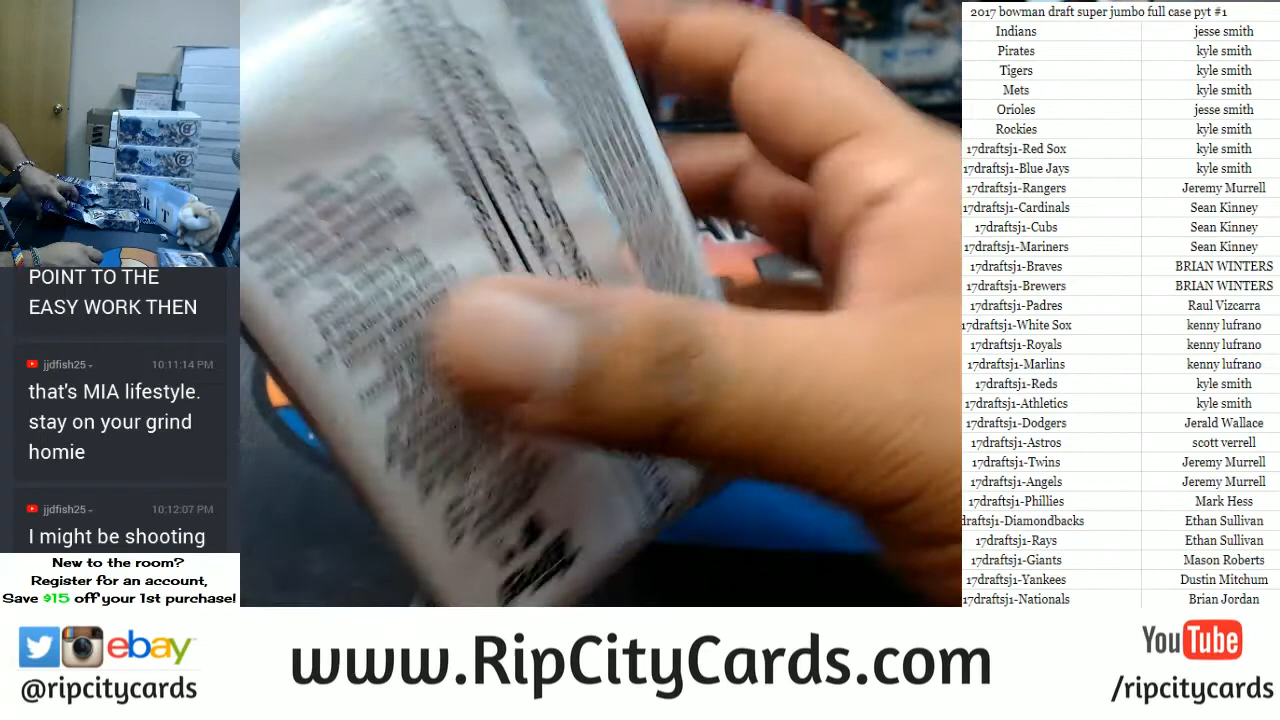 POINT TO THE
EASY WORK THEN
jjdfish25 10:11:14 PM
that's MIA lifestyle.
stay on your grind
homie
jjdfish25 10:12:07 PM
I might be shooting
New to the room?
Register for an account,
Save $15 off your 1st purchase!
2017 bowman draft super jumbo full case pyt #1
Indians jesse smith
Pirates kyle smith
Tigers kyle smith
Mets kyle smith
Orioles jesse smith
Rockies kyle smith
17draftsj1-Red Sox kyle smith
17draftsj1-Blue Jays kyle smith
17draftsj1-Rangers Jeremy Murrell
17draftsj1-Cardinals Sean Kinney
17draftsj1-Cubs Sean Kinney
17draftsj1-Mariners Sean Kinney
17draftsj1-Braves BRIAN WINTERS
17draftsj1-Brewers BRIAN WINTERS
17draftsj1-Padres Raul Vizcarra
17draftsj1-White Sox kenny lufrano
17draftsj1-Royals kenny lufrano
17draftsj1-Marlins kenny lufrano
17draftsj1-Reds kyle smith
17draftsj1-Athletics kyle smith
17draftsj1-Dodgers Jerald Wallace
17draftsj1-Astros scott verrell
17draftsj1-Twins Jeremy Murrell
17draftsj1-Angels Jeremy Murrell
17draftsj1-Phillies Mark Hess
draftsj1-Diamondbacks Ethan Sullivan
17draftsj1-Rays Ethan Sullivan
17draftsj1-Giants Mason Roberts
17draftsj1-Yankees Dustin Mitchum
17draftsj1-Nationals Brian Jordan
ebay
@ripcitycards
www.RipCityCards.com
YouTube
/ripcitycards